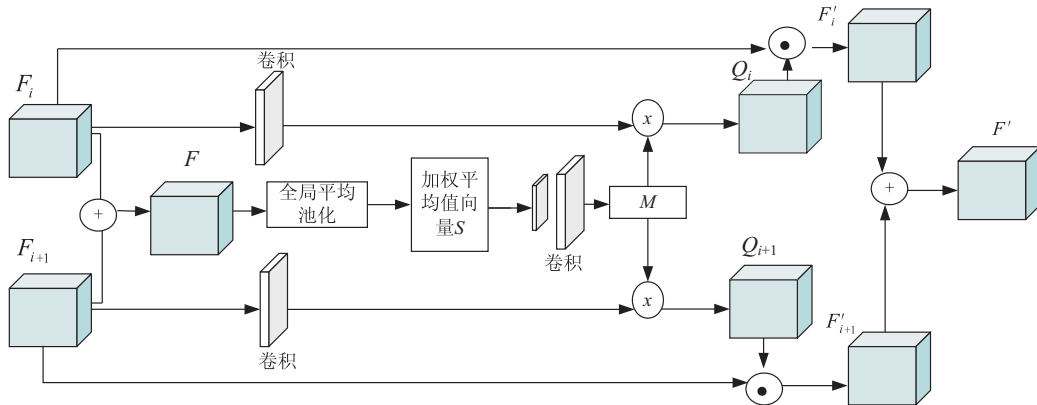 F'_i
卷积
F_i
Q_i
x
F'
F
全局平均
池化
加权平
均值向
量S
M
+
+
卷积
F_{i+1}
Q_{i+1}
x
F'_{i+1}
卷积